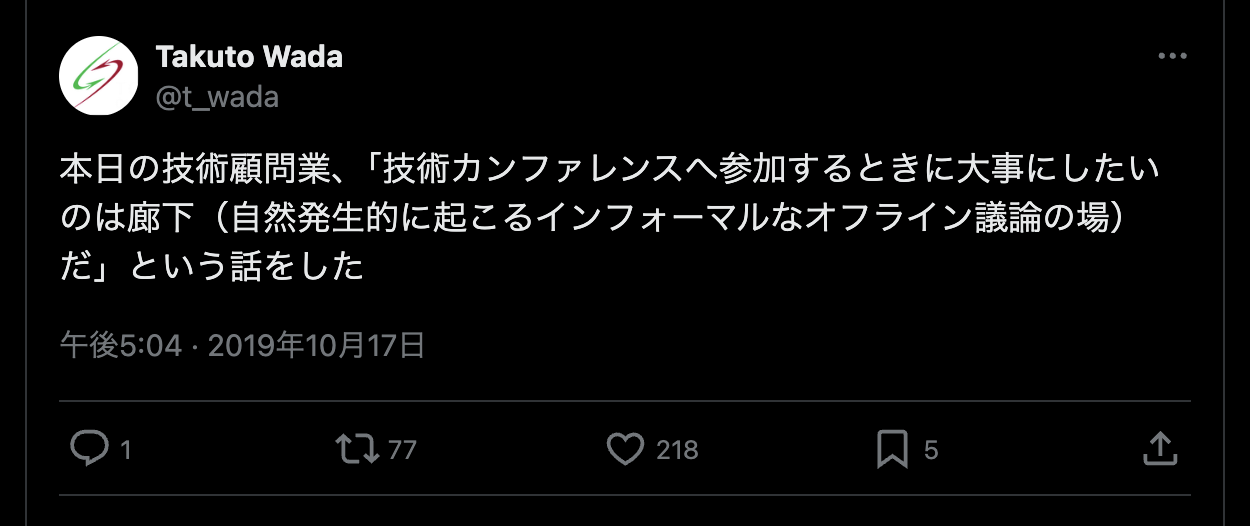 Takuto Wada
@t_wada
本日の技術顧問業、「技術カンファレンスへ参加するときに大事にしたい
のは廊下（自然発生的に起こるインフォーマルなオフライン議論の場）
だ」という話をした
午後5:04 · 2019年10月17日
1 77 218 5